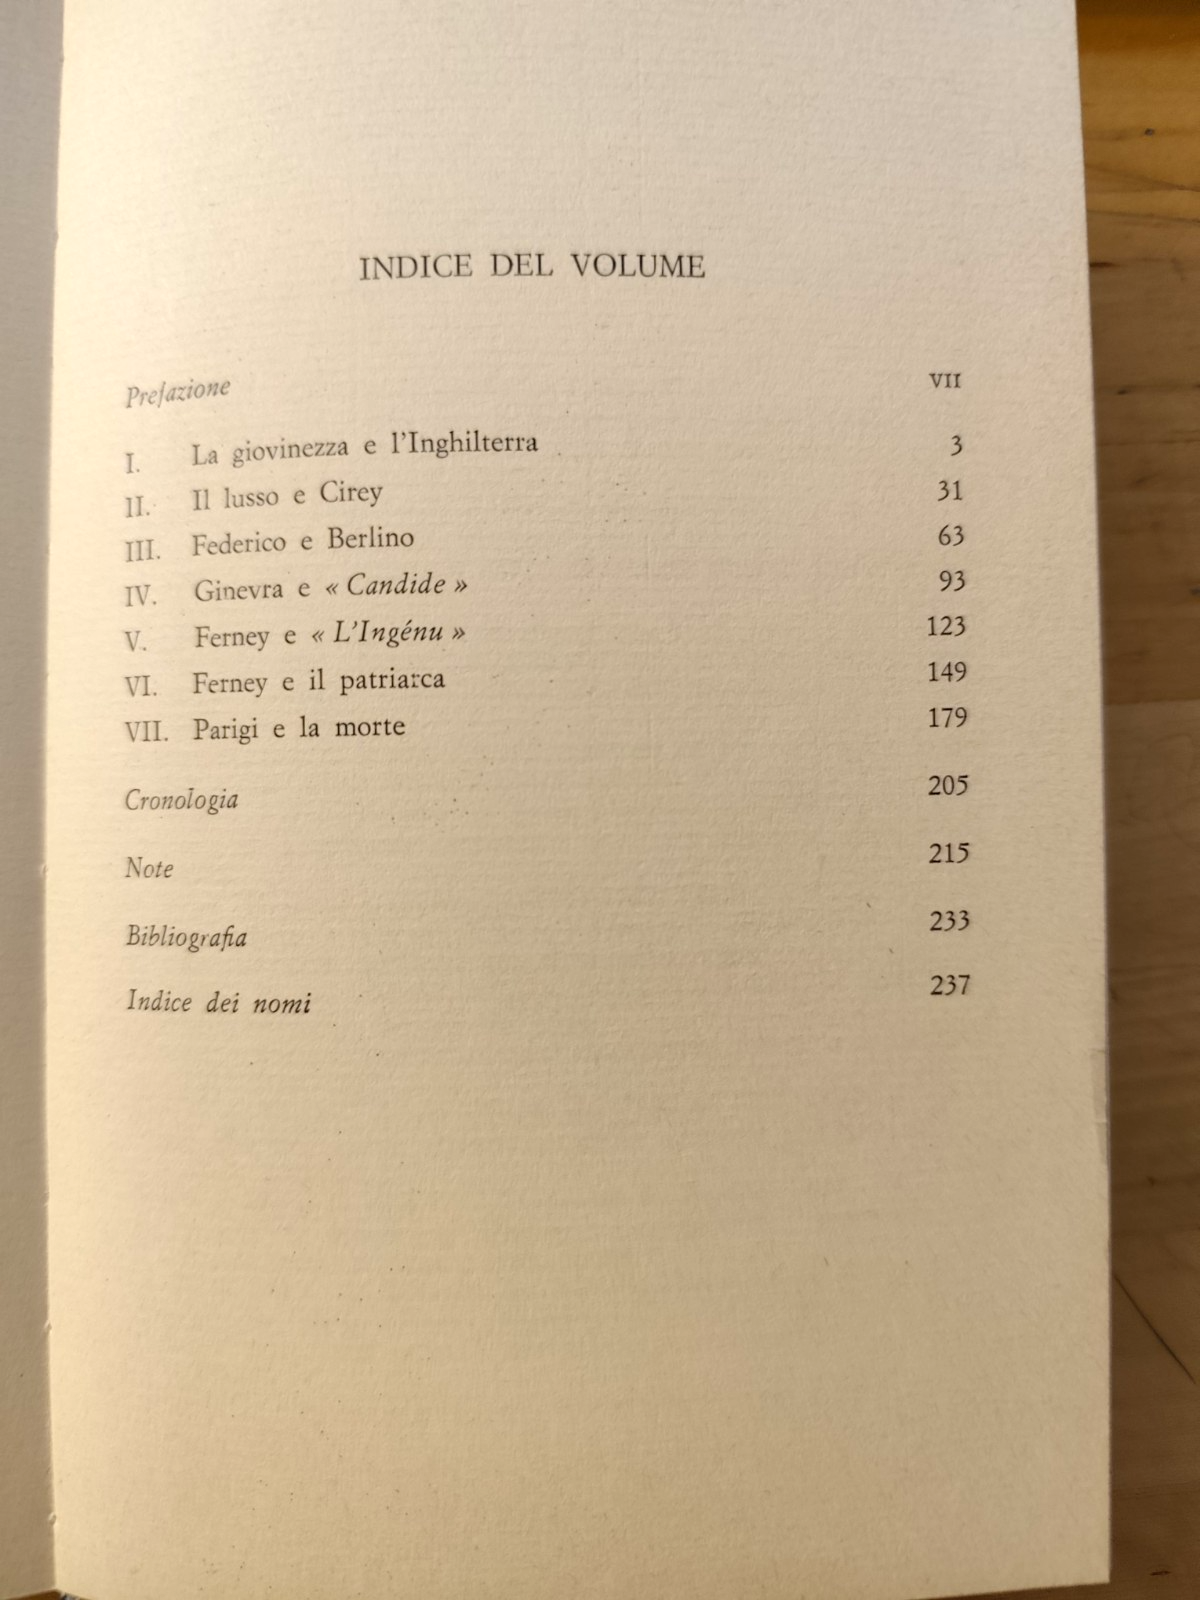 INDICE DEL VOLUME
Prefazione VII
I. La giovinezza e l'Inghilterra 3
II. Il lusso e Cirey 31
III. Federico e Berlino 63
IV. Ginevra e « Candide » 93
V. Ferney e « L'Ingénu » 123
VI. Ferney e il patriarca 149
VII. Parigi e la morte 179
Cronologia 205
Note 215
Bibliografia 233
Indice dei nomi 237